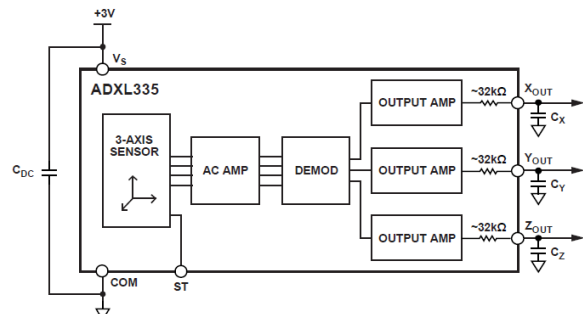 +3V
VS
ADXL335
3-AXIS
SENSOR
AC AMP
DEMOD
OUTPUT AMP
~32kΩ
XOUT
CX
OUTPUT AMP
~32kΩ
YOUT
CY
OUTPUT AMP
~32kΩ
ZOUT
CZ
CDC
COM
ST